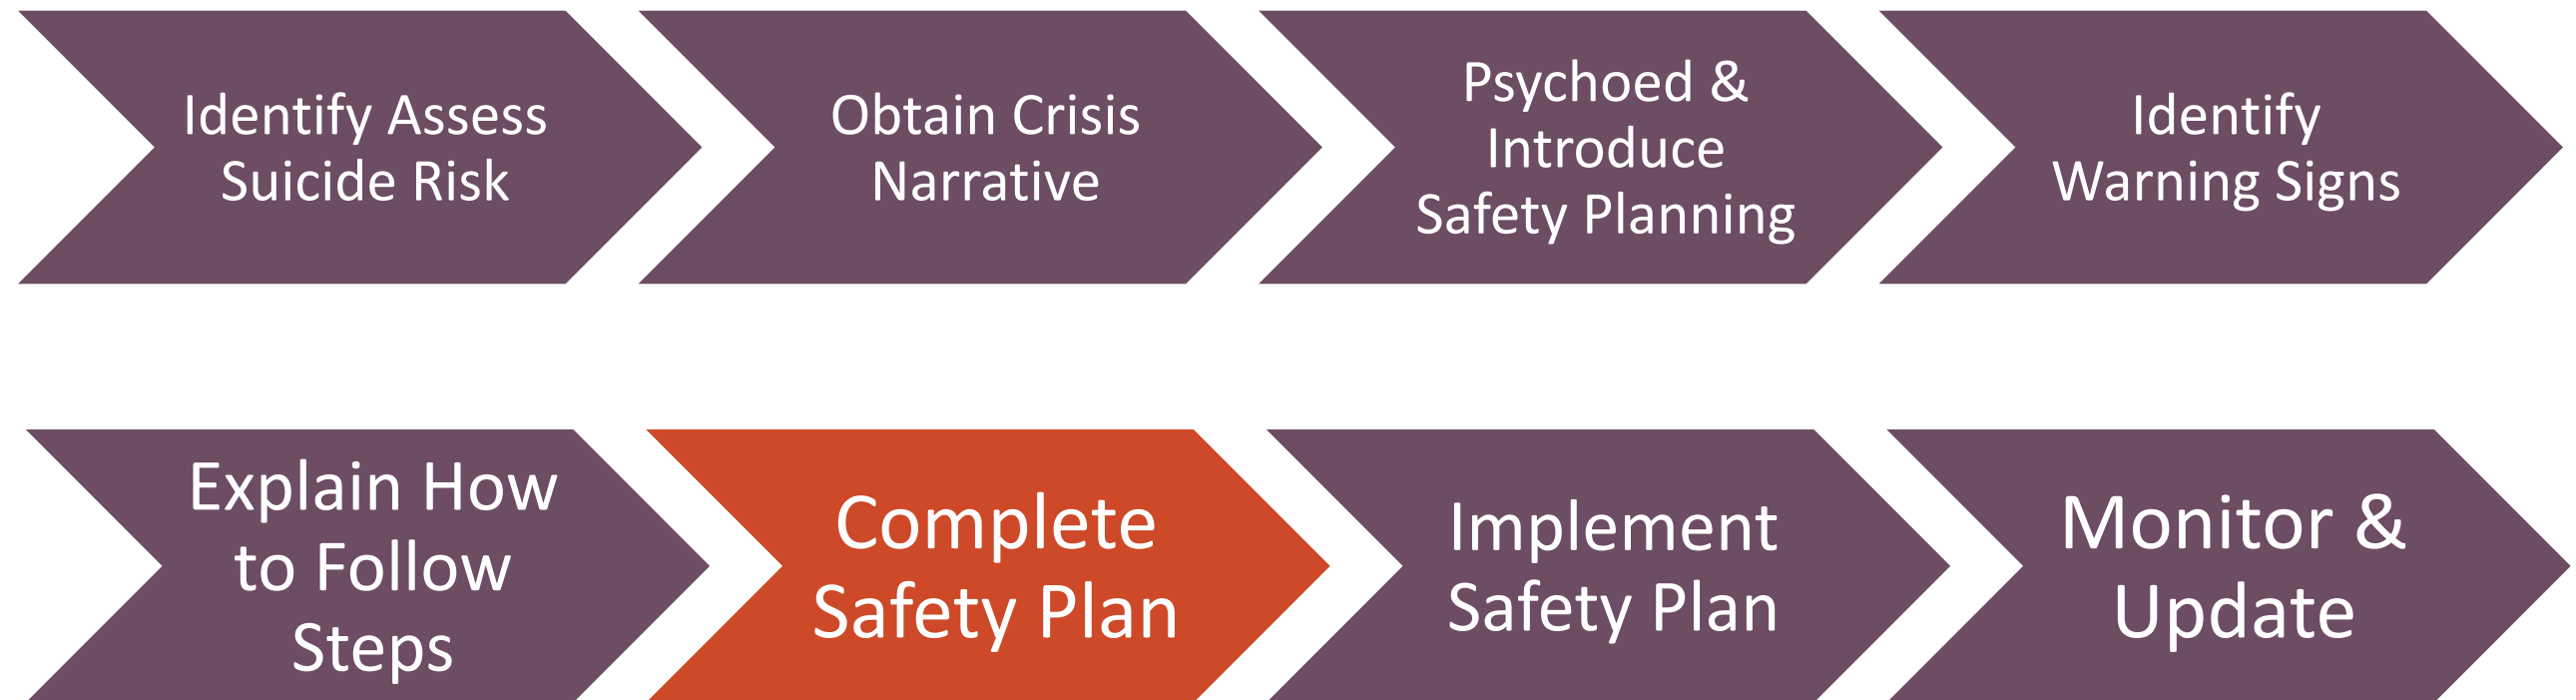 Identify Assess
Suicide Risk
Obtain Crisis
Narrative
Psychoed &
Introduce
Safety Planning
Identify
Warning Signs
Explain How
to Follow
Steps
Complete
Safety Plan
Implement
Safety Plan
Monitor &
Update